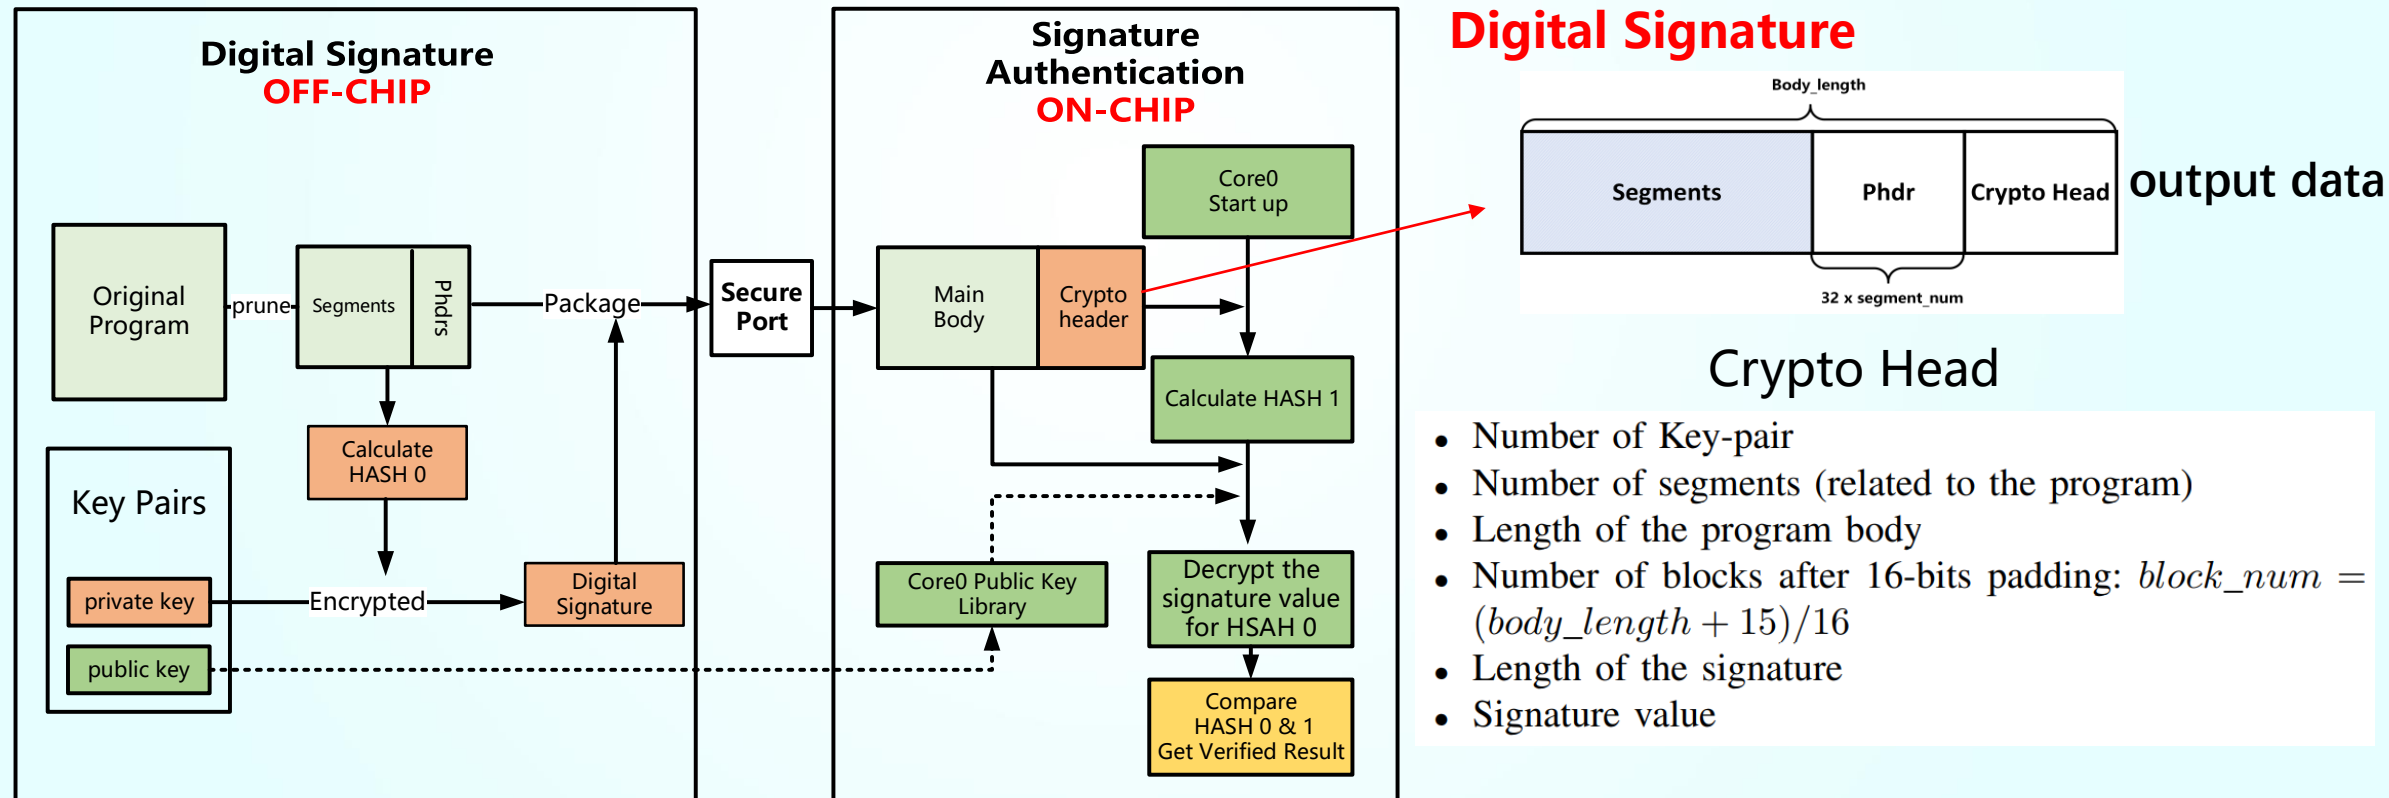 Digital Signature
OFF-CHIP
Original
Program
prune
Segments
Phdrs
Package
Calculate
HASH 0
Key Pairs
private key
public key
Encrypted
Digital
Signature
Secure
Port
Signature
Authentication
ON-CHIP
Core0
Start up
Main
Body
Crypto
header
Calculate HASH 1
Core0 Public Key
Library
Decrypt the
signature value
for HSAH 0
Compare
HASH 0 & 1
Get Verified Result
Digital Signature
Body_length
Segments
Phdr
Crypto Head
output data
32 x segment_num
Crypto Head
• Number of Key-pair
• Number of segments (related to the program)
• Length of the program body
• Number of blocks after 16-bits padding: block_num =
(body_length + 15)/16
• Length of the signature
• Signature value